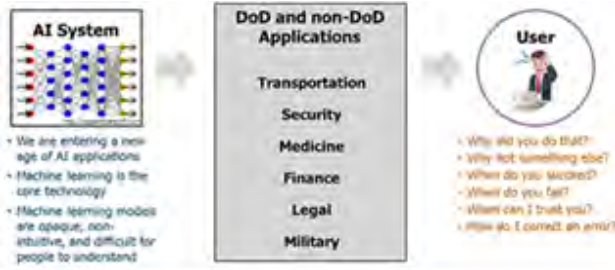 AI System
• We are entering a new
age of AI applications
• Machine learning is the
core technology
• Machine learning models
are opaque, non-
intuitive, and difficult for
people to understand
DoD and non-DoD
Applications
Transportation
Security
Medicine
Finance
Legal
Military
User
• Why did you do that?
• Why not something else?
• When do you succeed?
• When do you fail?
• When can I trust you?
• How do I correct an error?